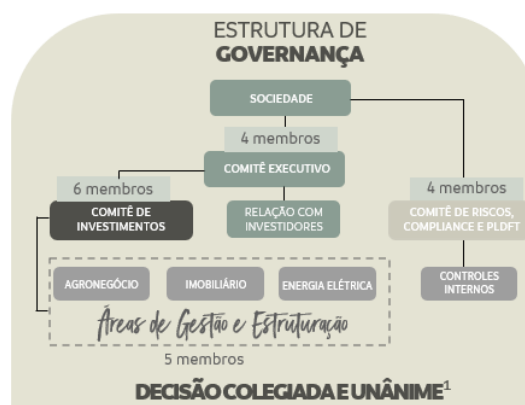 ESTRUTURA DE
GOVERNANÇA
SOCIEDADE
4 membros
COMITÊ EXECUTIVO
6 membros
4 membros
COMITÊ DE
INVESTIMENTOS
RELAÇÃO COM
INVESTIDORES
COMITÊ DE RISCOS,
COMPLIANCE E PLDFT
AGRONEGÓCIO
IMOBILIÁRIO
ENERGIA ELÉTRICA
CONTROLES
INTERNOS
Áreas de Gestão e Estruturação
5 membros
DECISÃO COLEGIADA E UNÂNIME¹